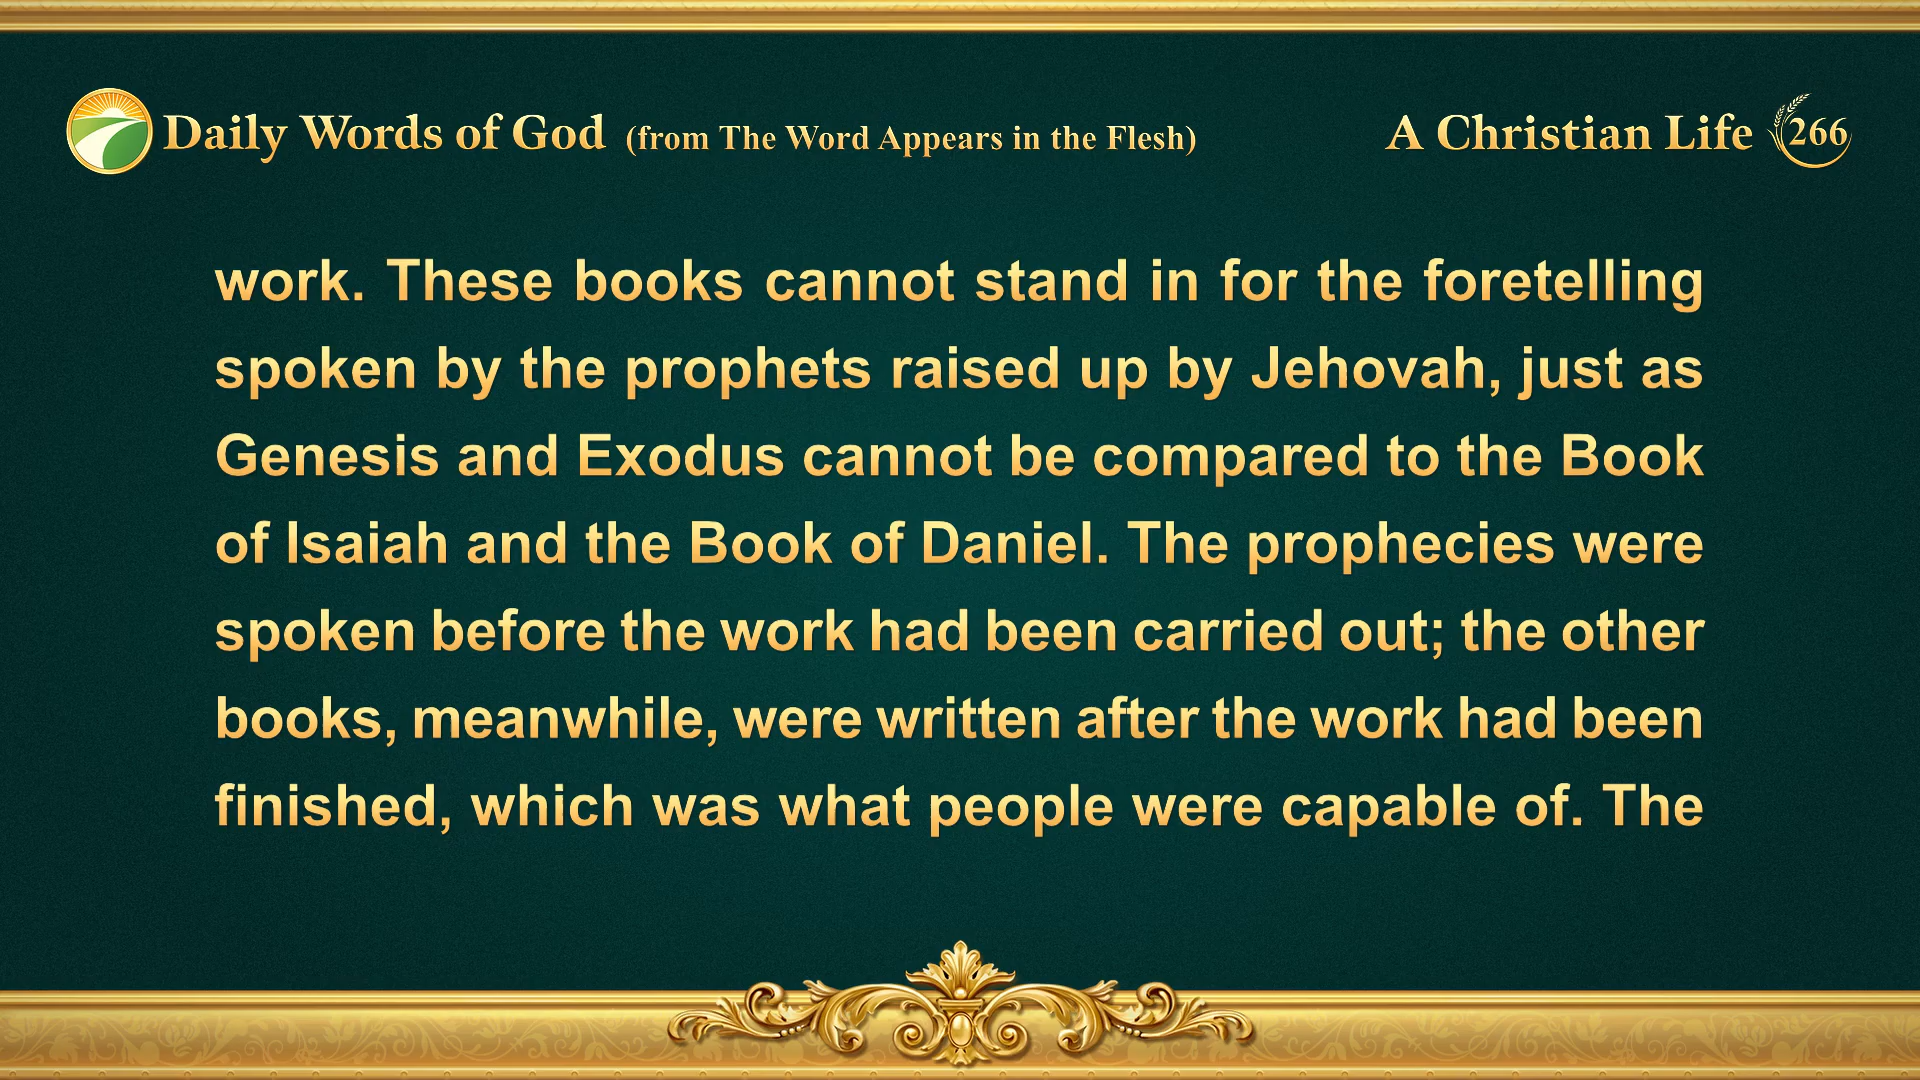 Daily Words of God (from The Word Appears in the Flesh)
A Christian Life 266
work. These books cannot stand in for the foretelling
spoken by the prophets raised up by Jehovah, just as
Genesis and Exodus cannot be compared to the Book
of Isaiah and the Book of Daniel. The prophecies were
spoken before the work had been carried out; the other
books, meanwhile, were written after the work had been
finished, which was what people were capable of. The